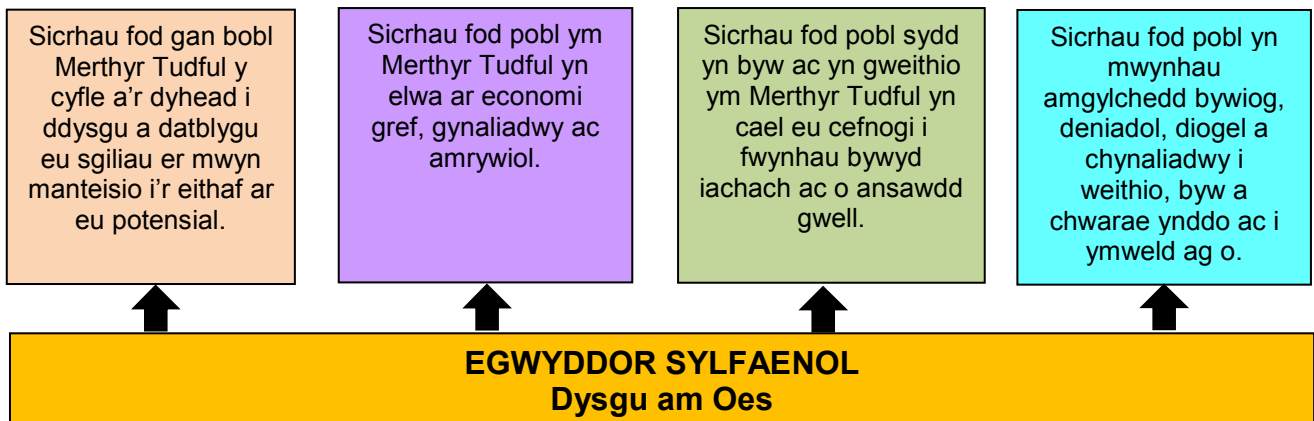 Sicrhau fod gan bobl
Merthyr Tudful y
cyfle a'r dyhead i
ddysgu a datblygu
eu sgiliau er mwyn
manteisio i'r eithaf ar
eu potensial.
Sicrhau fod pobl ym
Merthyr Tudful yn
elwa ar economi
gref, gynaliadwy ac
amrywiol.
Sicrhau fod pobl sydd
yn byw ac yn gweithio
ym Merthyr Tudful yn
cael eu cefnogi i
fwynhau bywyd
iachach ac o ansawdd
gwell.
Sicrhau fod pobl yn
mwynhau
amgylchedd bywiog,
deniadol, diogel a
chynaliadwy i
weithio, byw a
chwarae ynddo ac i
ymweld ag o.
EGWYDDOR SYLFAENOL
Dysgu am Oes